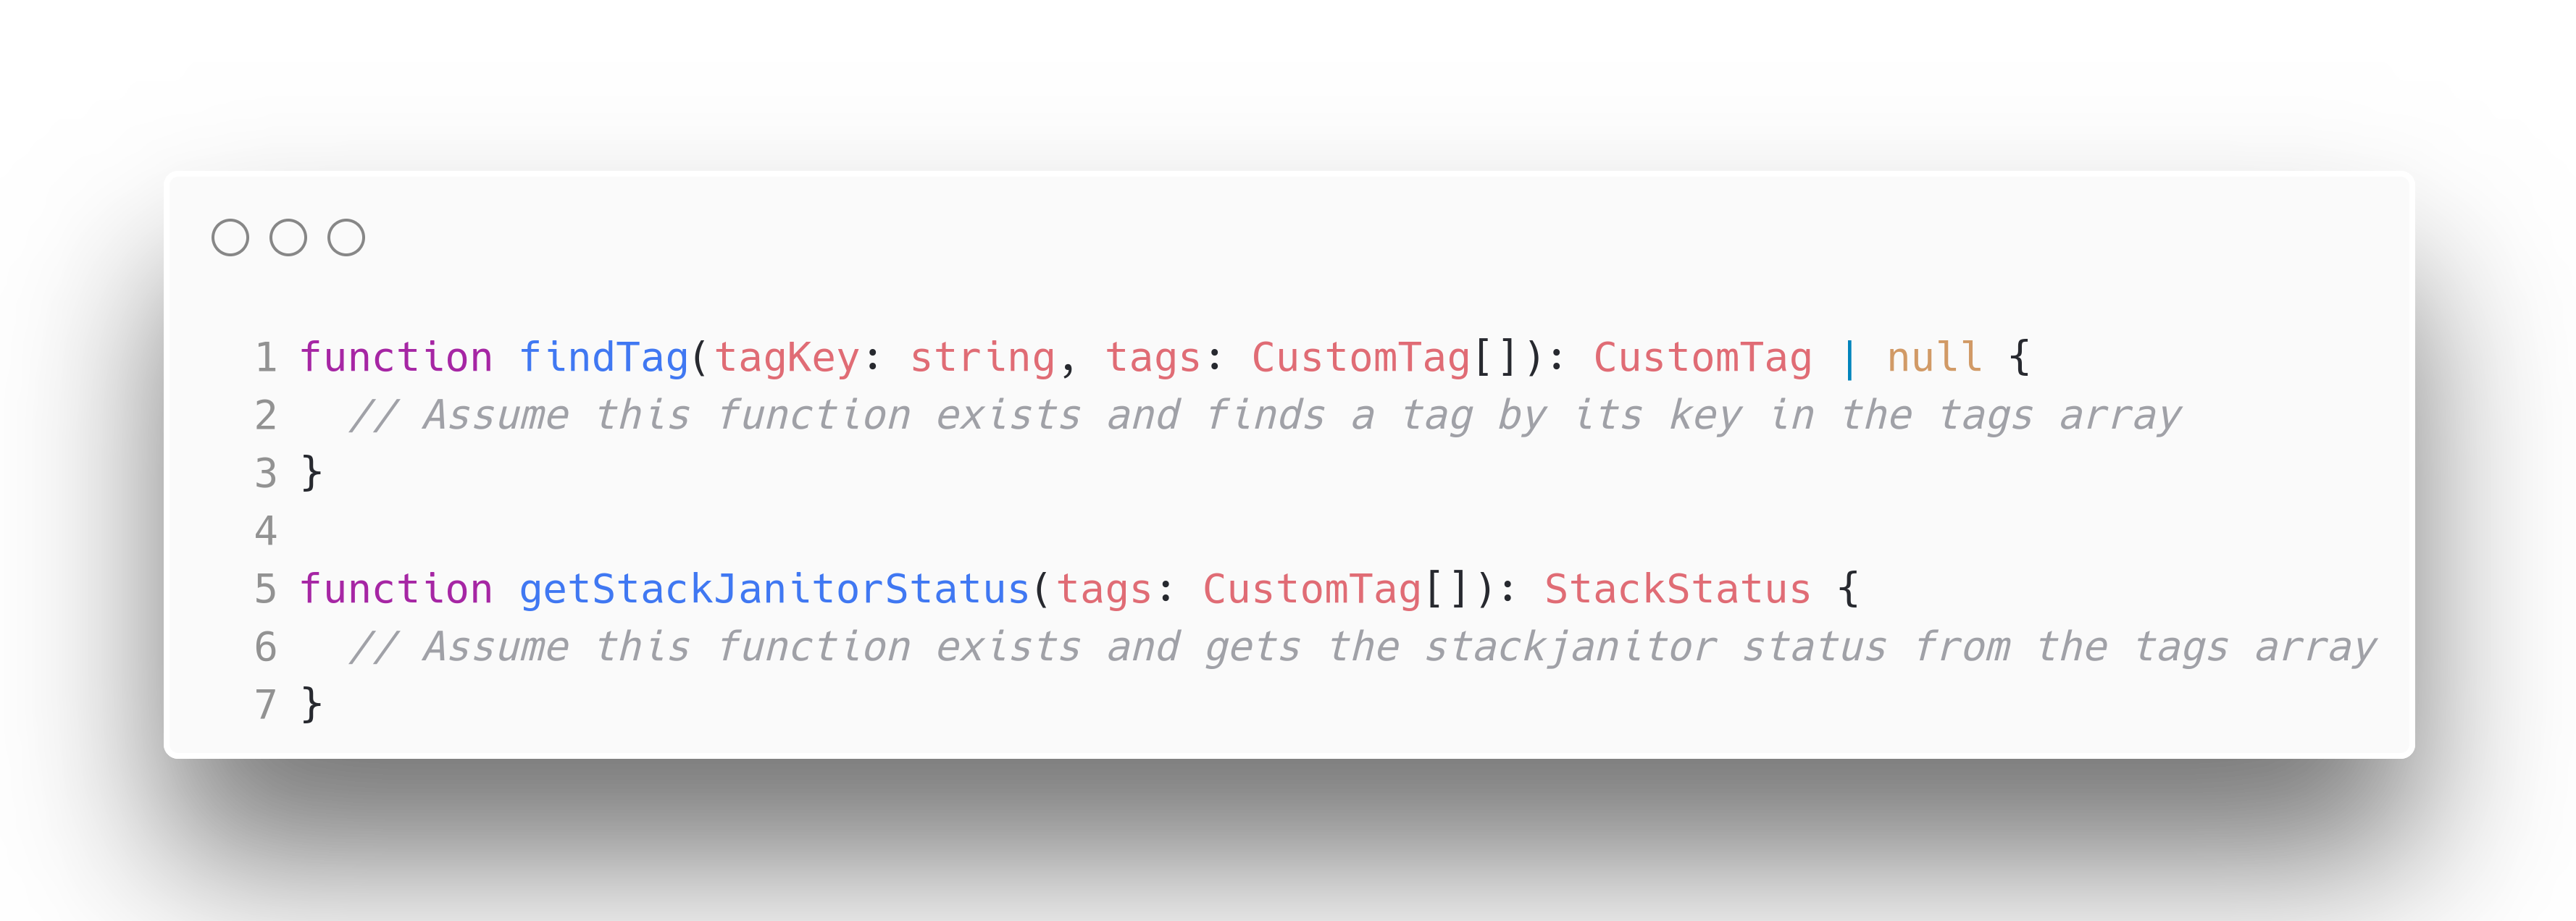 1 function findTag(tagKey: string, tags: CustomTag[]): CustomTag | null {
2   // Assume this function exists and finds a tag by its key in the tags array
3 }
4
5 function getStackJanitorStatus(tags: CustomTag[]): StackStatus {
6   // Assume this function exists and gets the stackjanitor status from the tags array
7 }